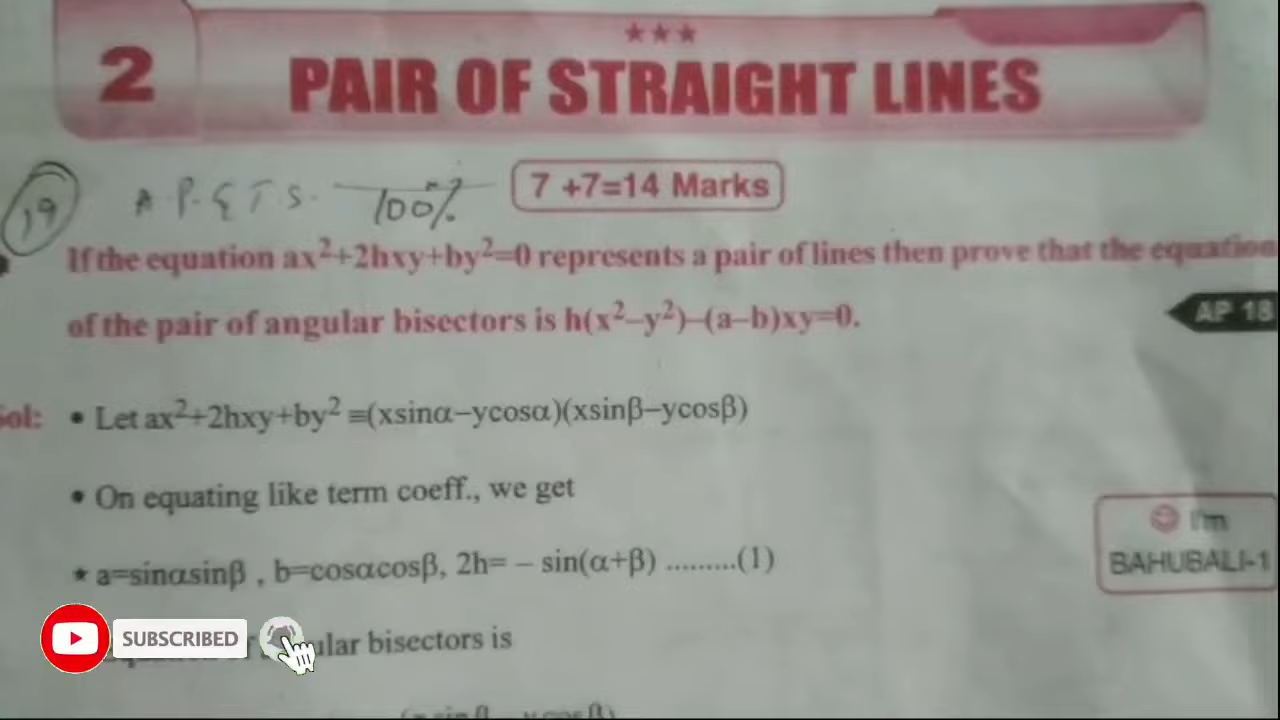 ★★★
2 PAIR OF STRAIGHT LINES
19 A.P. & T.S. 100% 7 +7=14 Marks
If the equation ax²+2hxy+by²=0 represents a pair of lines then prove that the equation
of the pair of angular bisectors is h(x²–y²)–(a–b)xy=0.
AP 18
Sol: • Let ax²+2hxy+by² ≡(xsinα–ycosα)(xsinβ–ycosβ)
• On equating like term coeff., we get
★ a=sinαsinβ , b=cosαcosβ, 2h= – sin(α+β) .........(1)
I'm
BAHUBALI-1
SUBSCRIBED
bisectors is